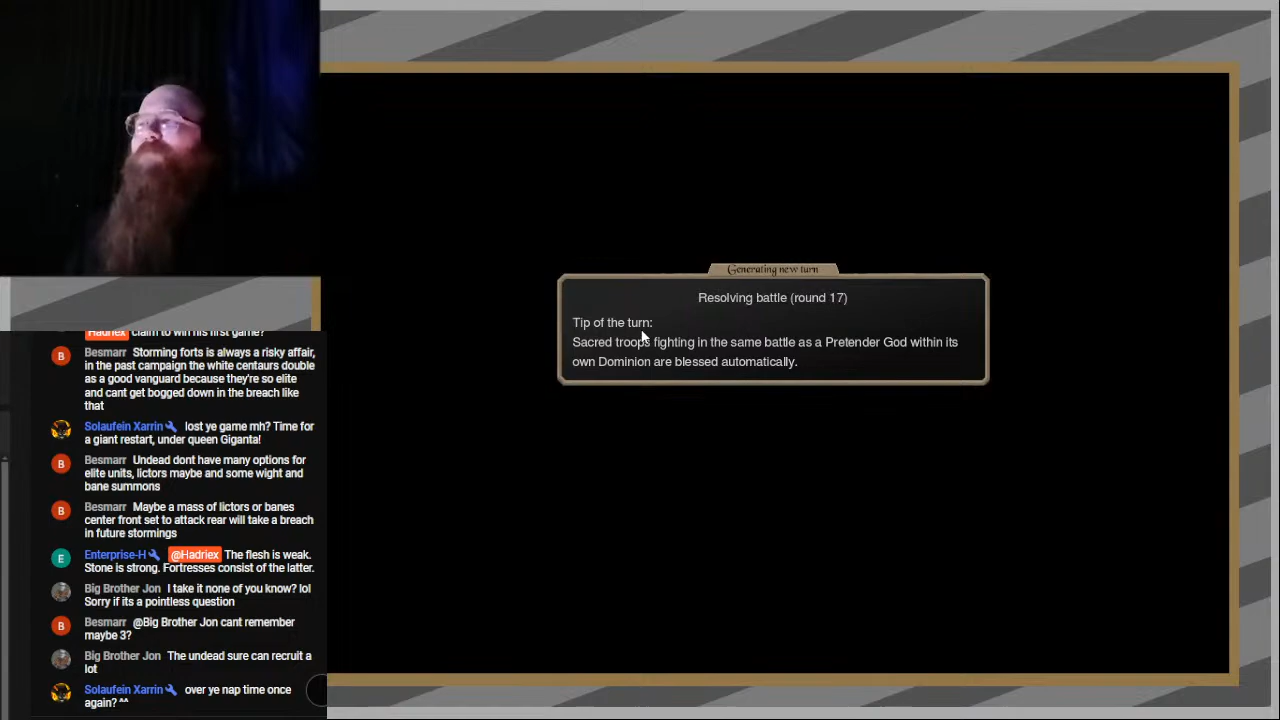 Generating new turn
Resolving battle (round 17)
Tip of the turn:
Sacred troops fighting in the same battle as a Pretender God within its
own Dominion are blessed automatically.
Hadriex claim to win his first game?
B Besmarr Storming forts is always a risky affair,
in the past campaign the white centaurs double
as a good vanguard because they're so elite
and cant get bogged down in the breach like
that
Solaufein Xarrin lost ye game mh? Time for
a giant restart, under queen Giganta!
B Besmarr Undead dont have many options for
elite units, lictors maybe and some wight and
bane summons
B Besmarr Maybe a mass of lictors or banes
center front set to attack rear will take a breach
in future stormings
E Enterprise-H @Hadriex The flesh is weak.
Stone is strong. Fortresses consist of the latter.
Big Brother Jon I take it none of you know? lol
Sorry if its a pointless question
B Besmarr @Big Brother Jon cant remember
maybe 3?
Big Brother Jon The undead sure can recruit a
lot
Solaufein Xarrin over ye nap time once
again? ^^